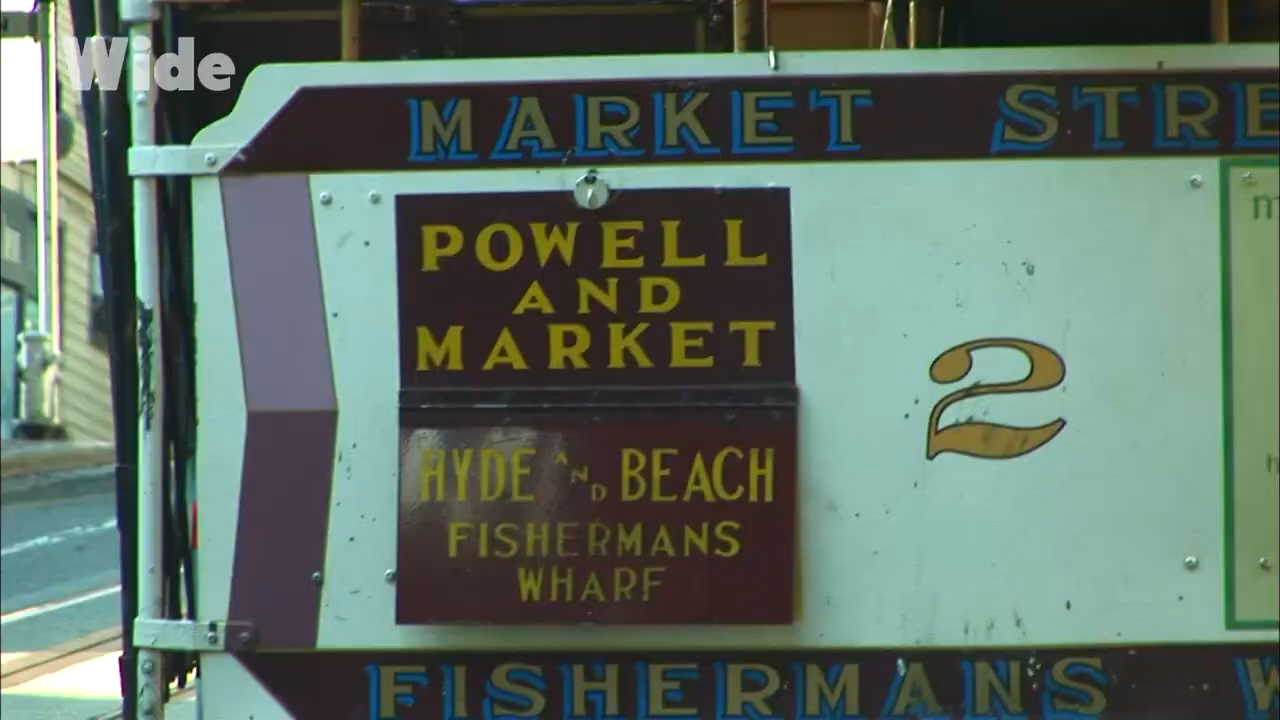 Wide
MARKET STRE
POWELL
AND
MARKET
2
HYDE AND BEACH
FISHERMANS
WHARF
FISHERMANS W